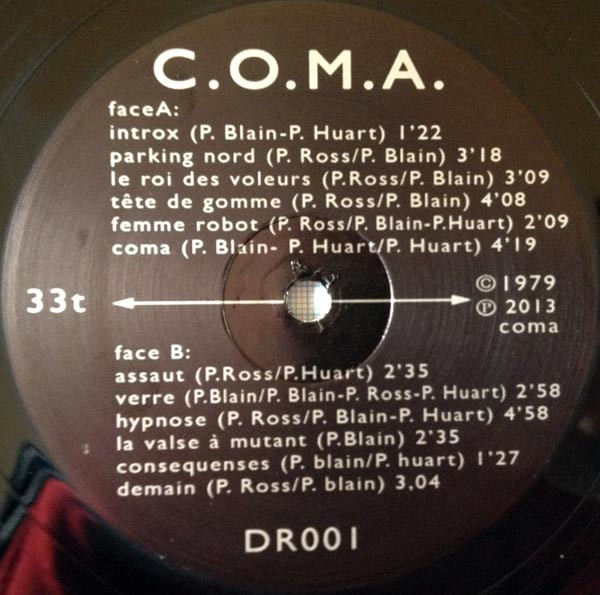 C.O.M.A.
faceA:
introx (P. Blain-P. Huart) 1'22
parking nord (P. Ross/P. Blain) 3'18
le roi des voleurs (P.Ross/P. Blain) 3'09
tête de gomme (P. Ross/P. Blain) 4'08
femme robot (P. Ross/P. Blain-P.Huart) 2'09
coma (P. Blain- P. Huart/P. Huart) 4'19
33t
© 1979
℗ 2013
coma
face B:
assaut (P.Ross/P.Huart) 2'35
verre (P.Blain/P. Blain-P. Ross-P. Huart) 2'58
hypnose (P. Ross/P. Blain-P. Huart) 4'58
la valse à mutant (P.Blain) 2'35
consequenses (P. blain/P. huart) 1'27
demain (P. Ross/P. blain) 3,04
DR001